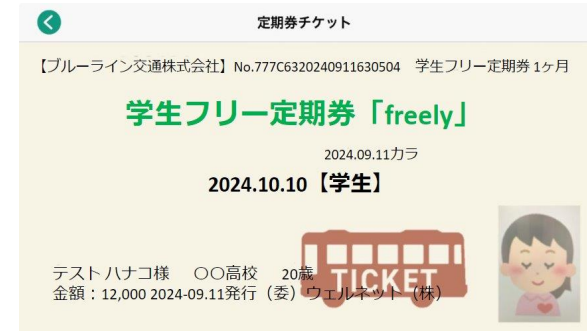 定期券チケット
【ブルーライン交通株式会社】No.777C6320240911630504 学生フリー定期券 1ヶ月
学生フリー定期券「freely」
2024.09.11カラ
2024.10.10【学生】
TICKET
テスト ハナコ様 〇〇高校 20歳
金額：12,000 2024-09.11発行（委）ウェルネット（株）